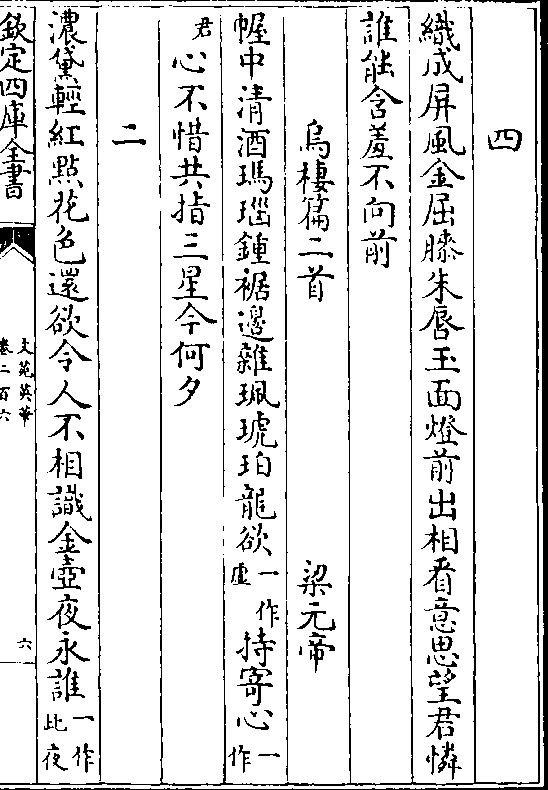 四
織成屏風金屈膝朱唇玉面燈前出相看意思望君憐
誰能含羞不向前
烏棲篇二首 梁元帝
幄中清酒瑪瑙鍾裾邊雜珮琥珀龍欲一作虛持寄心一作
君心不惜共指三星今何夕
二
濃黛輕紅點花色還欲令人不相識金壺夜永誰一作此夜
欽定四庫全書
文苑英華
卷二百六
六